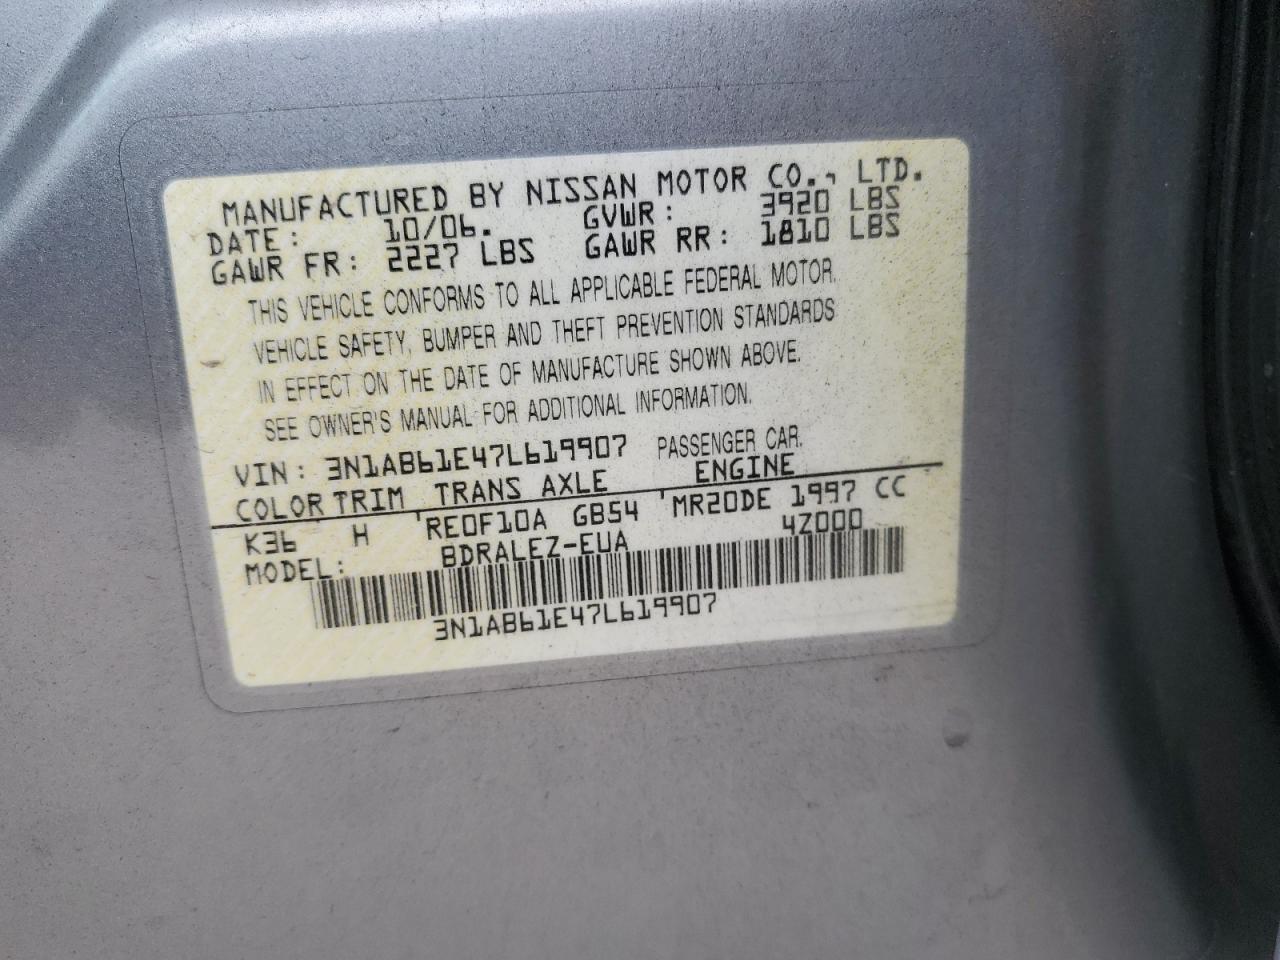 MANUFACTURED BY NISSAN MOTOR CO., LTD.
DATE: 10/06. GVWR: 3920 LBS
GAWR FR: 2227 LBS GAWR RR: 1810 LBS
THIS VEHICLE CONFORMS TO ALL APPLICABLE FEDERAL MOTOR
VEHICLE SAFETY, BUMPER AND THEFT PREVENTION STANDARDS
IN EFFECT ON THE DATE OF MANUFACTURE SHOWN ABOVE.
SEE OWNER'S MANUAL FOR ADDITIONAL INFORMATION.
VIN: 3N1AB61E47L619907 PASSENGER CAR.
COLOR TRIM TRANS AXLE ENGINE
K36 H RE0F10A GB54 MR20DE 1997 CC
MODEL: BDRALEZ-EUA 4Z000
3N1AB61E47L619907